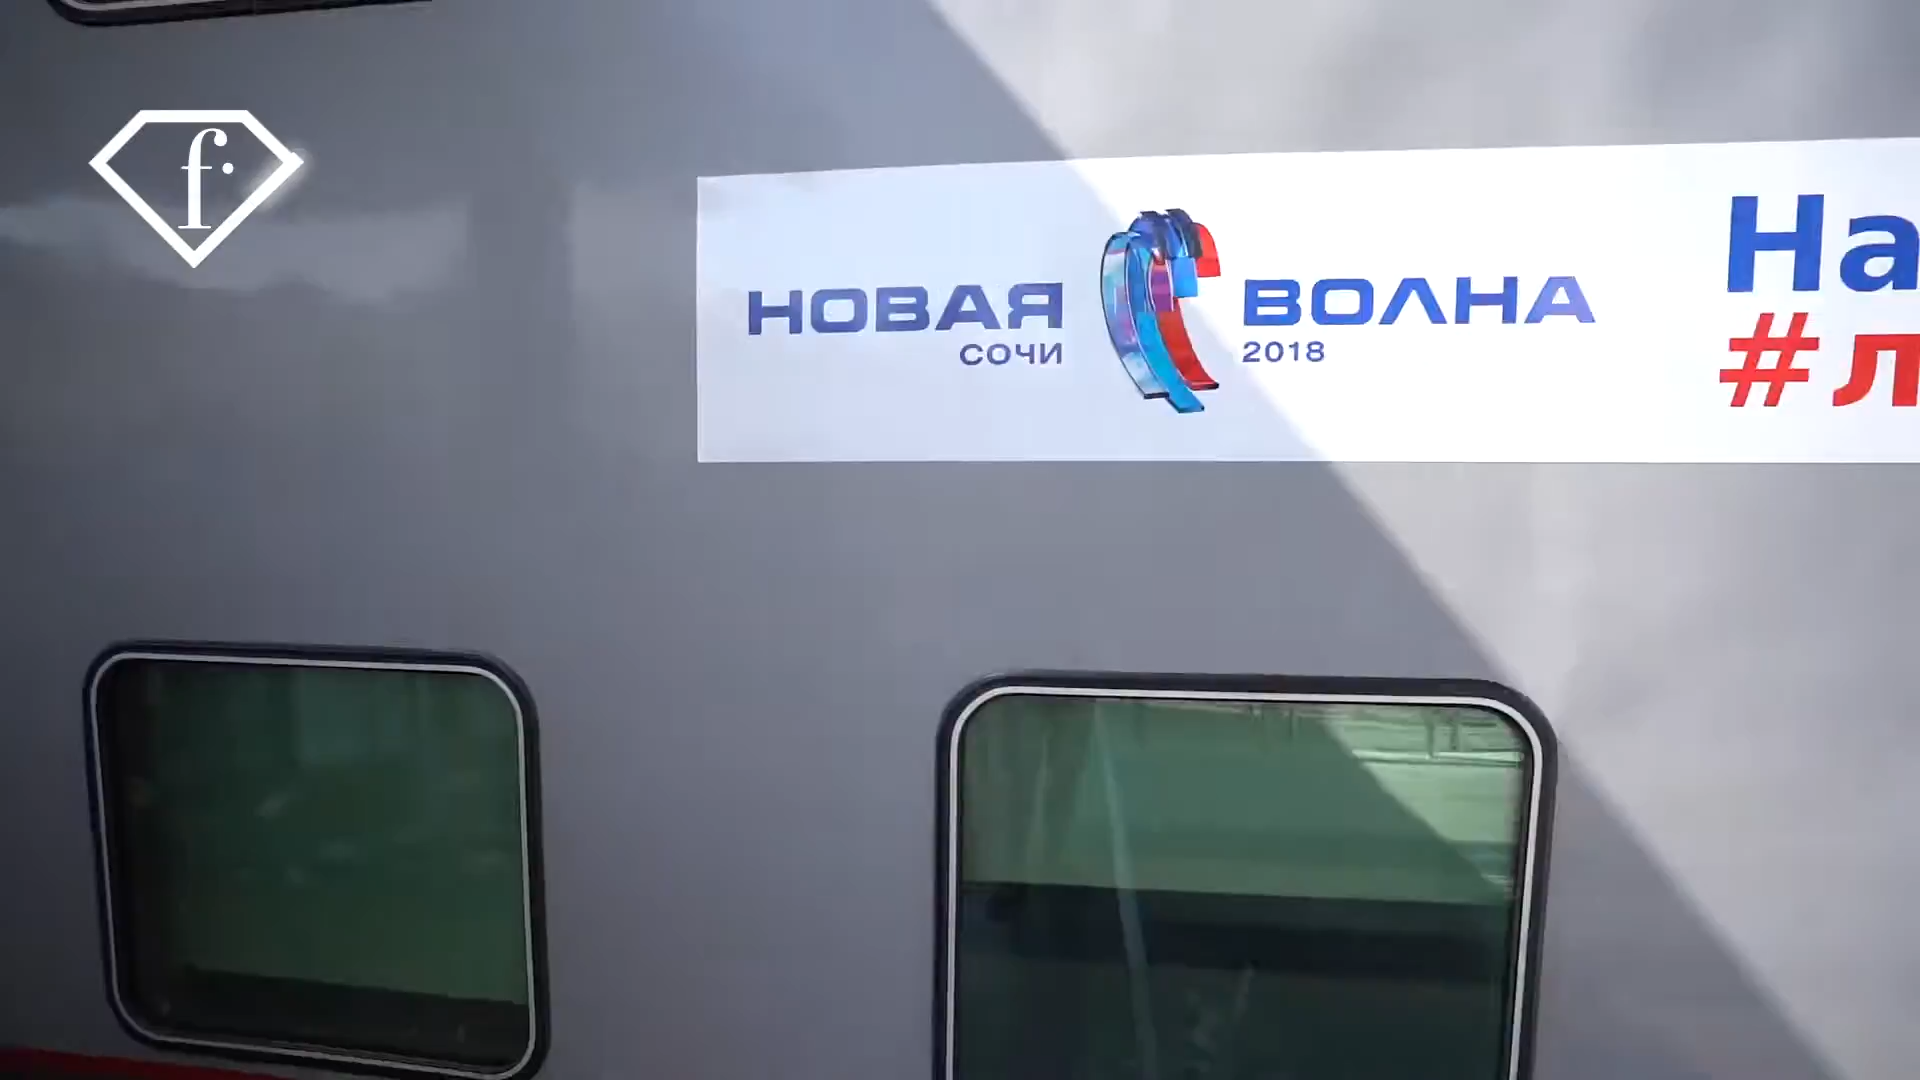 f.
НОВАЯ ВОЛНА
СОЧИ 2018
На
#л